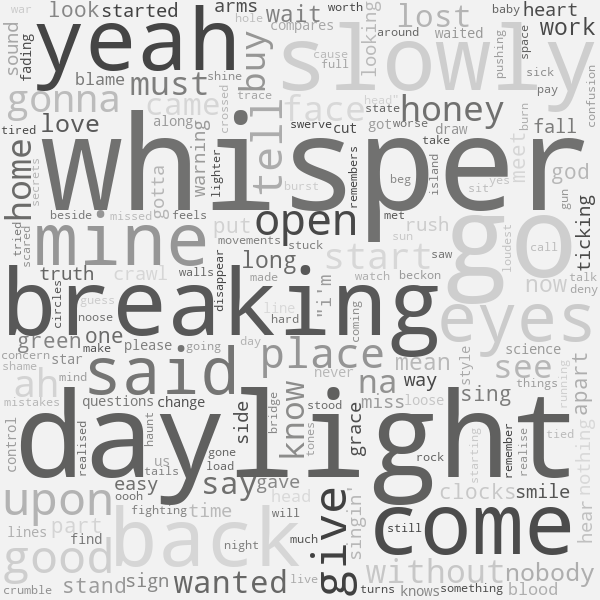 war
hole worth baby
look started arms wait compares lost heart work
yeah slowly
sound fading blame must buy looking around waited pushing space sick pay confusion
cause full shine
gonna came trace crossed face head state honey burn
tired love along warning tell swerve cut got worse draw take fall
home secrets whisper
gotta lighter remembers beg island meet god sit yes gun
beside missed feels open met rush
mine put movements stuck sun go call loudest ticking
tried scared truth crawl walls disappear long made start saw now talk
breaking watch beckon deny
circles guess noose line "i'm" coming hard eyes
green one make please going day never place mean style science apart
concern star said see things
shame ah mind na way running
mistakes questions change side know miss loose sing
control realised daylight haunt bridge stood tones grace rock starting remember realise tied nothing
us tails gone load
easy say gave head clocks smile
upon oooh back give singin' come hear
lines part fighting time will much still
good find night without nobody
crumble stand sign wanted live turns knows something blood